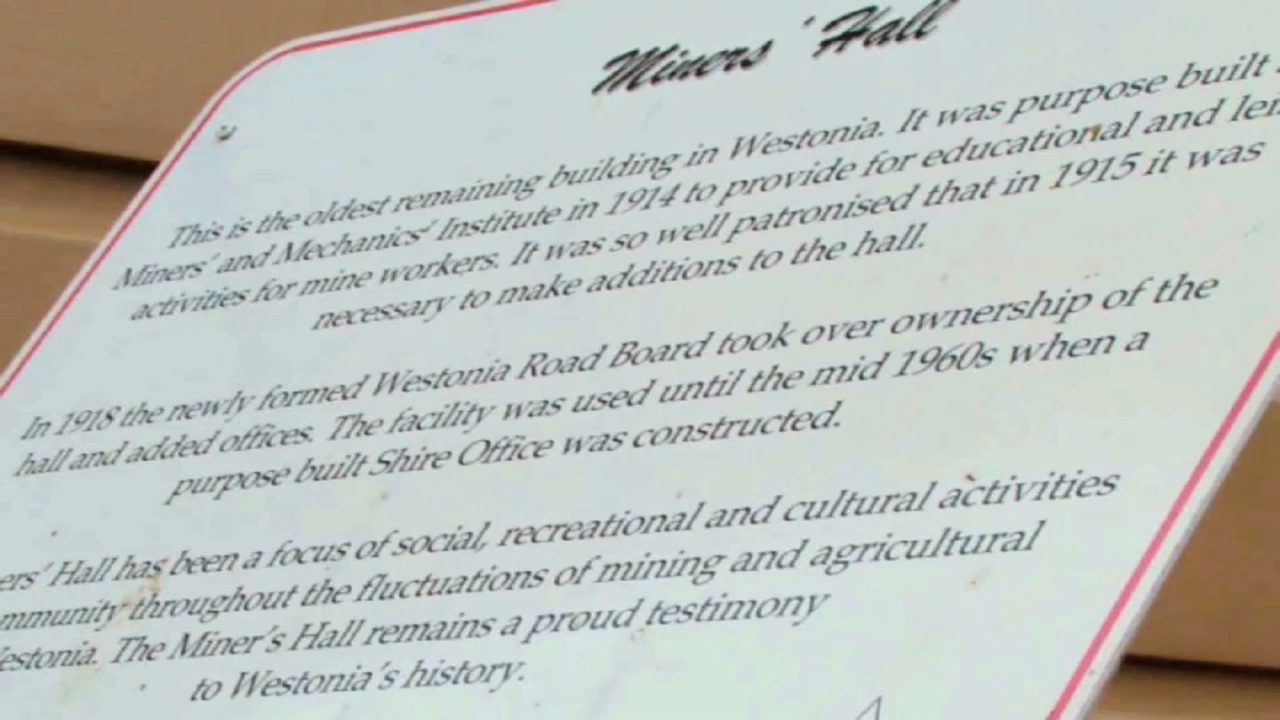 Miners' Hall
This is the oldest remaining building in Westonia. It was purpose built
Miners' and Mechanics' Institute in 1914 to provide for educational and
activities for mine workers. It was so well patronised that in 1915 it was
necessary to make additions to the hall.
In 1918 the newly formed Westonia Road Board took over ownership of the
hall and added offices. The facility was used until the mid 1960s when a
purpose built Shire Office was constructed.
Hall has been a focus of social, recreational and cultural activities
throughout the fluctuations of mining and agricultural
The Miner's Hall remains a proud testimony
to Westonia's history.